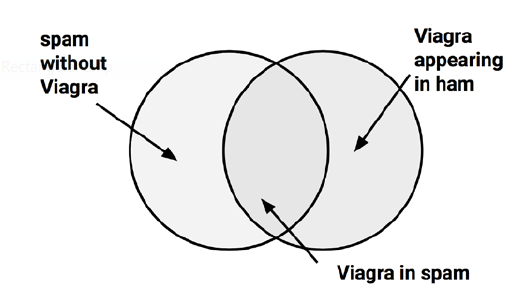 spam
without
Viagra
Viagra
appearing
in ham
Viagra in spam